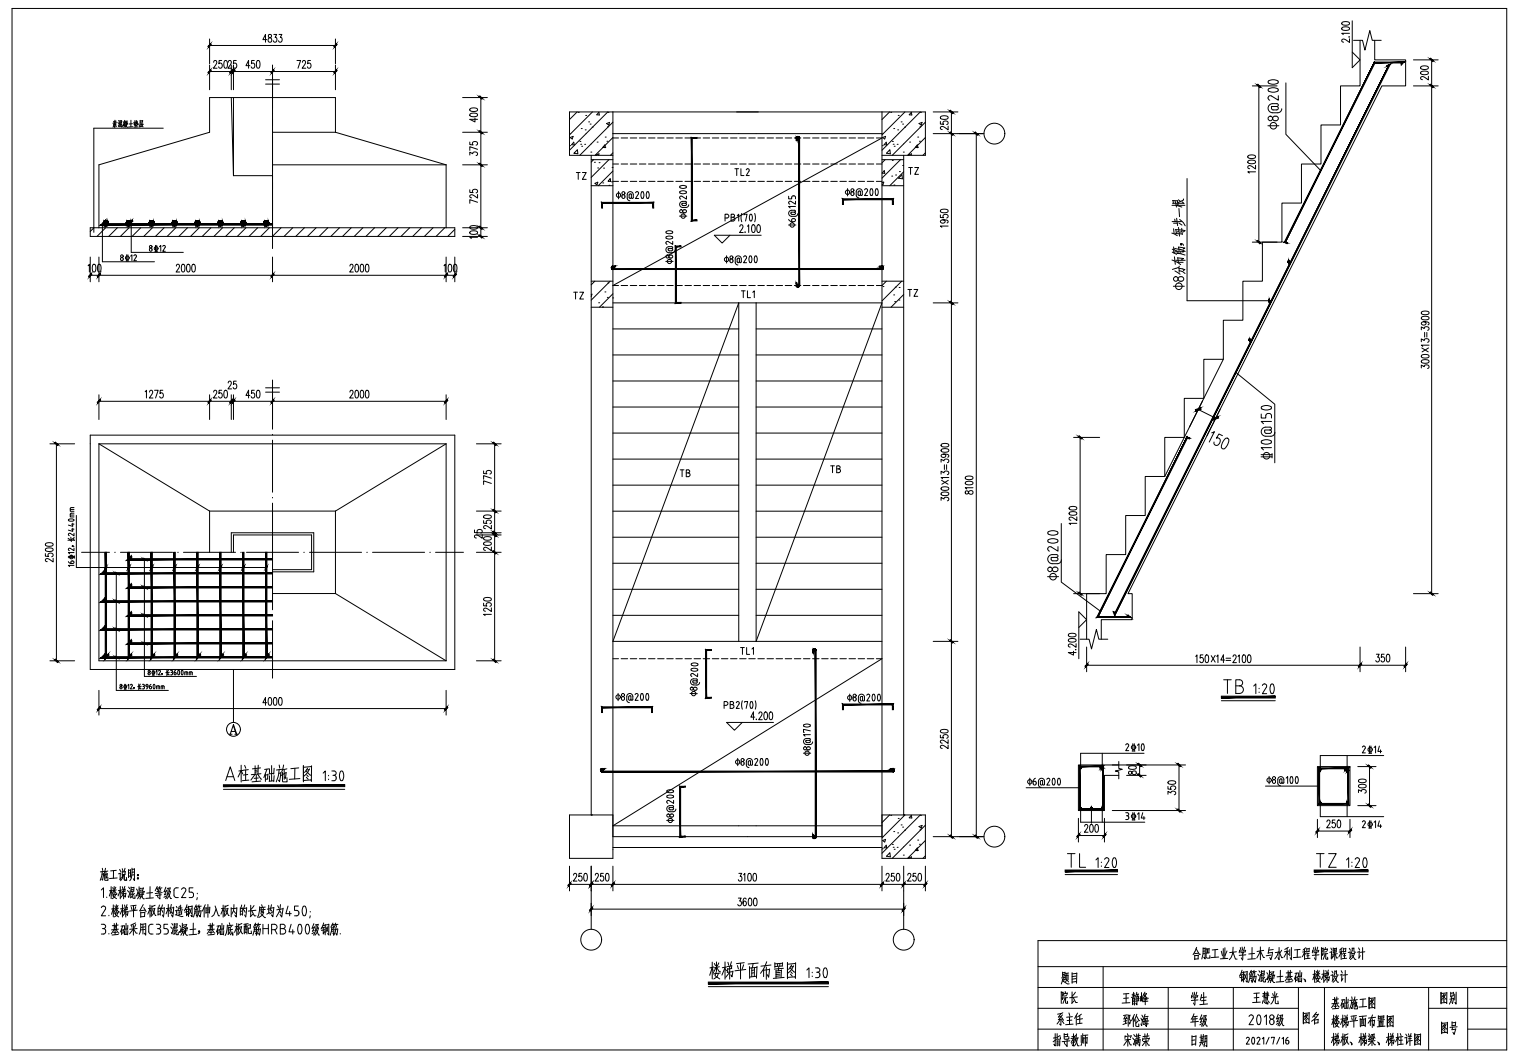 4833
250 25 450 725
400
375
725
100
素混凝土垫层
8Φ12
8Φ12
100 2000 2000 100
25
1275 250 450 2000
775
250
25
200
1250
2500
16Φ12，长2440mm
8Φ12，长3600mm
8Φ12，长3960mm
4000
A
A柱基础施工图 1:30
施工说明：
1.楼梯混凝土等级C25；
2.楼梯平台板的构造钢筋伸入板内的长度均为450；
3.基础采用C35混凝土，基础底板配筋HRB400级钢筋.
250
TZ TL2 TZ
Φ8@200 Φ8@200 Φ6@125 Φ8@200
PB1(70)
2.100
1950
Φ8@200
Φ8@200
TZ TL1 TZ
TB TB
300×13=3900
8100
TL1
Φ8@200
Φ8@200 Φ8@200
PB2(70)
4.200
Φ8@170
2250
Φ8@200
Φ8@200
250 250 3100 250 250
3600
楼梯平面布置图 1:30
2.100
200
Φ8@200
1200
Φ8分布筋，每步一根
300×13=3900
150
Φ10@150
1200
Φ8@200
4.200
150×14=2100 350
TB 1:20
2Φ10
Φ6@200
80
350
3Φ14
200
TL 1:20
2Φ14
Φ8@100
300
250 2Φ14
TZ 1:20
合肥工业大学土木与水利工程学院课程设计
题目 钢筋混凝土基础、楼梯设计
院长 王静峰 学生 王慧光 图名 基础施工图 图别
系主任 郅伦海 年级 2018级 楼梯平面布置图 图号
指导教师 宋满荣 日期 2021/7/16 梯板、梯梁、梯柱详图